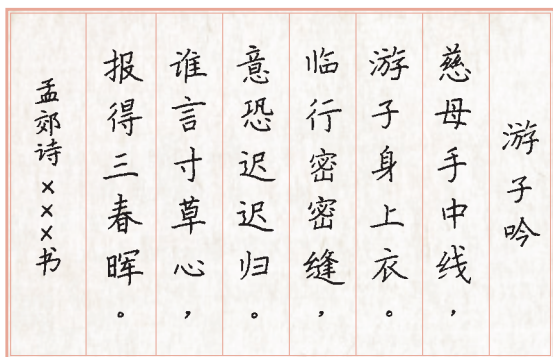 游子吟
慈母手中线，
游子身上衣。
临行密密缝，
意恐迟迟归。
谁言寸草心，
报得三春晖。
孟郊诗×××书